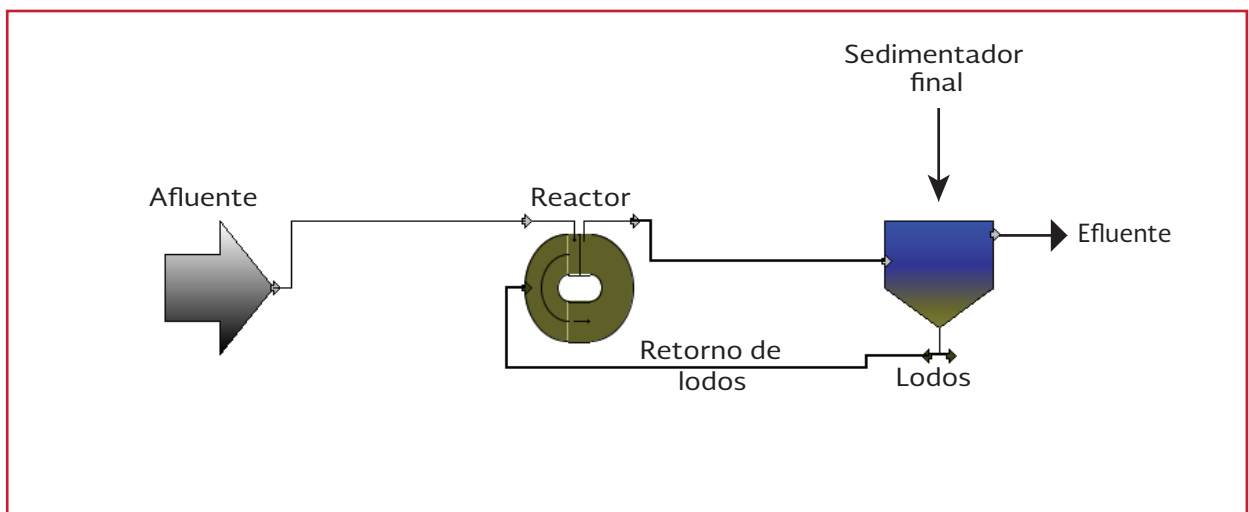 Sedimentador
final
Afluente
Reactor
Efluente
Retorno de
lodos
Lodos